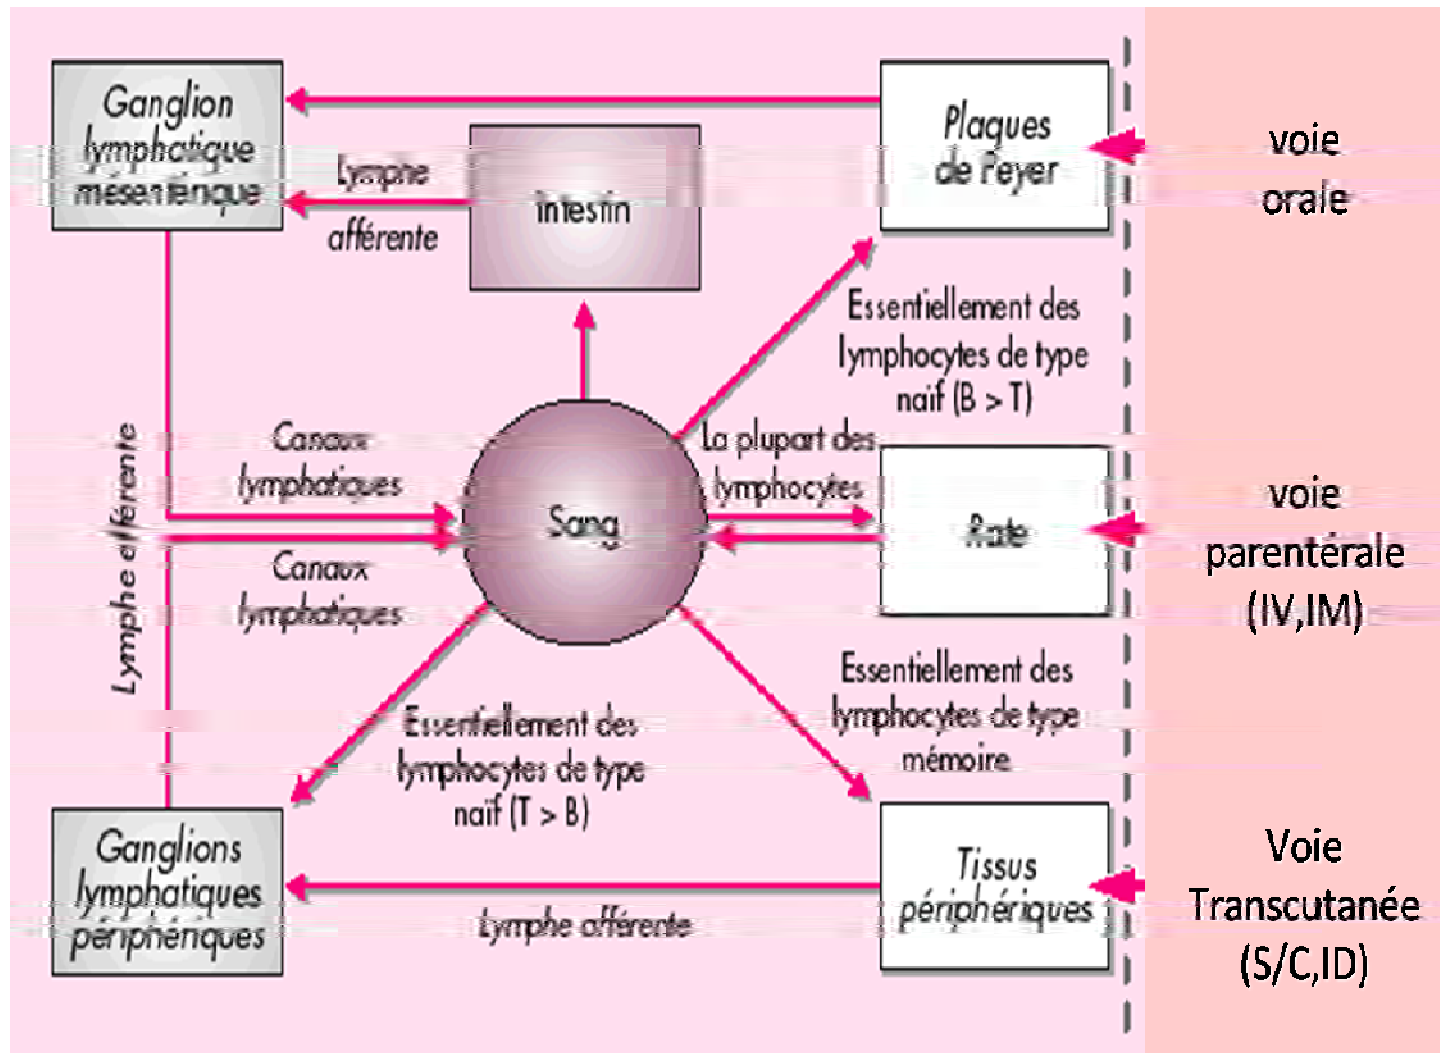 Ganglion
lymphatique
mésentérique
Lymphe
afférente
Intestin
Plaques
de Peyer
voie
orale
Essentiellement des
lymphocytes de type
naif (B > T)
Lymphe efférente
Canaux
lymphatiques
Canaux
lymphatiques
Sang
La plupart des
lymphocytes
Rate
voie
parentérale
(IV,IM)
Essentiellement des
lymphocytes de type
naïf (T > B)
Essentiellement des
lymphocytes de type
mémoire
Ganglions
lymphatiques
périphériques
Lymphe afférente
Tissus
périphériques
Voie
Transcutanée
(S/C,ID)